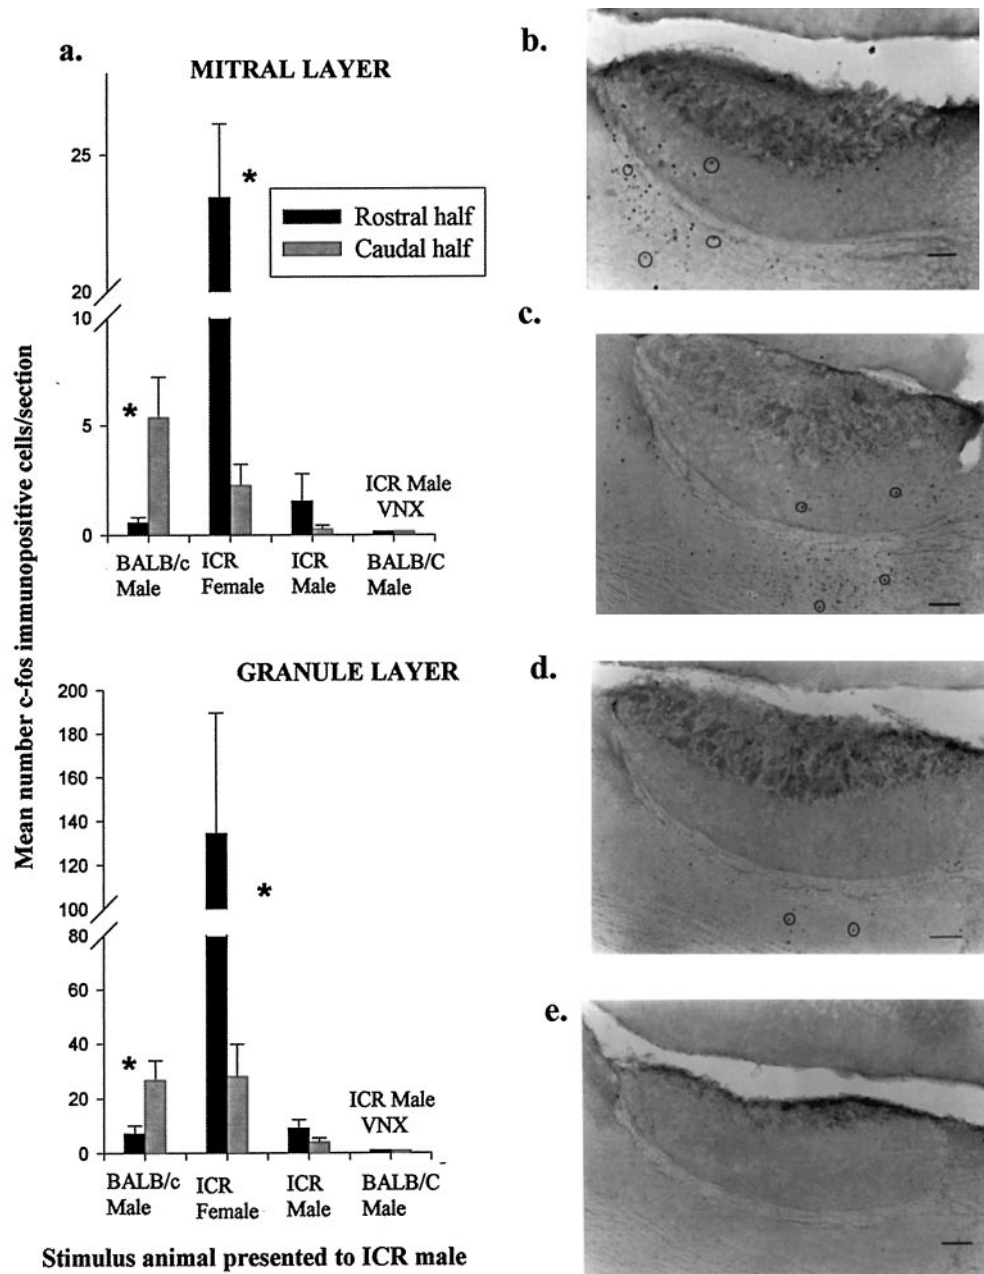 a.
MITRAL LAYER
25
20
10
5
0
*
*
Rostral half
Caudal half
ICR Male
VNX
BALB/c
Male
ICR
Female
ICR
Male
BALB/C
Male
Mean number c-fos immunopositive cells/section
GRANULE LAYER
200
180
160
140
120
100
80
60
40
20
0
*
*
ICR Male
VNX
BALB/c
Male
ICR
Female
ICR
Male
BALB/C
Male
Stimulus animal presented to ICR male
b.
c.
d.
e.